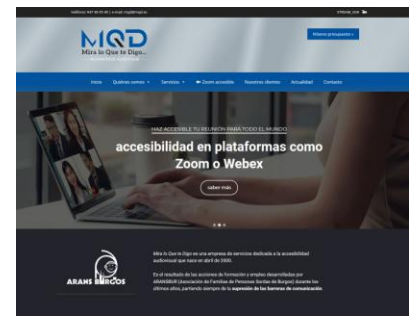 MQD
Mira lo Que te Digo...
Pídenos presupuesto »
Inicio
Quiénes somos
Servicios
Zoom accesible
Nuestros clientes
Actualidad
Contacto
HAZ ACCESIBLE TU REUNIÓN PARA TODO EL MUNDO
accesibilidad en plataformas como
Zoom o Webex
saber más
ARANS BURGOS
Mira lo Que te Digo es una empresa de servicios dedicada a la accesibilidad
audiovisual que nace en abril de 2000.
Es el resultado de las acciones de formación y empleo desarrolladas por
ARANSBUR (Asociación de Familias de Personas Sordas de Burgos) durante los
últimos años, partiendo siempre de la supresión de las barreras de comunicación.